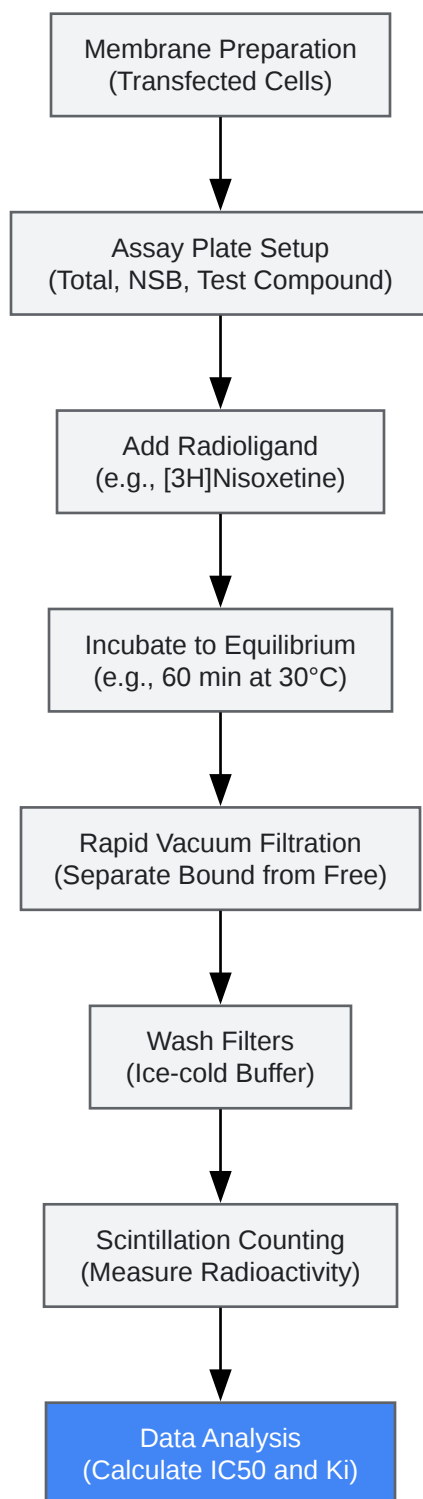 Membrane Preparation
(Transfected Cells)
Assay Plate Setup
(Total, NSB, Test Compound)
Add Radioligand
(e.g., [3H]Nisoxetine)
Incubate to Equilibrium
(e.g., 60 min at 30°C)
Rapid Vacuum Filtration
(Separate Bound from Free)
Wash Filters
(Ice-cold Buffer)
Scintillation Counting
(Measure Radioactivity)
Data Analysis
(Calculate IC50 and Ki)